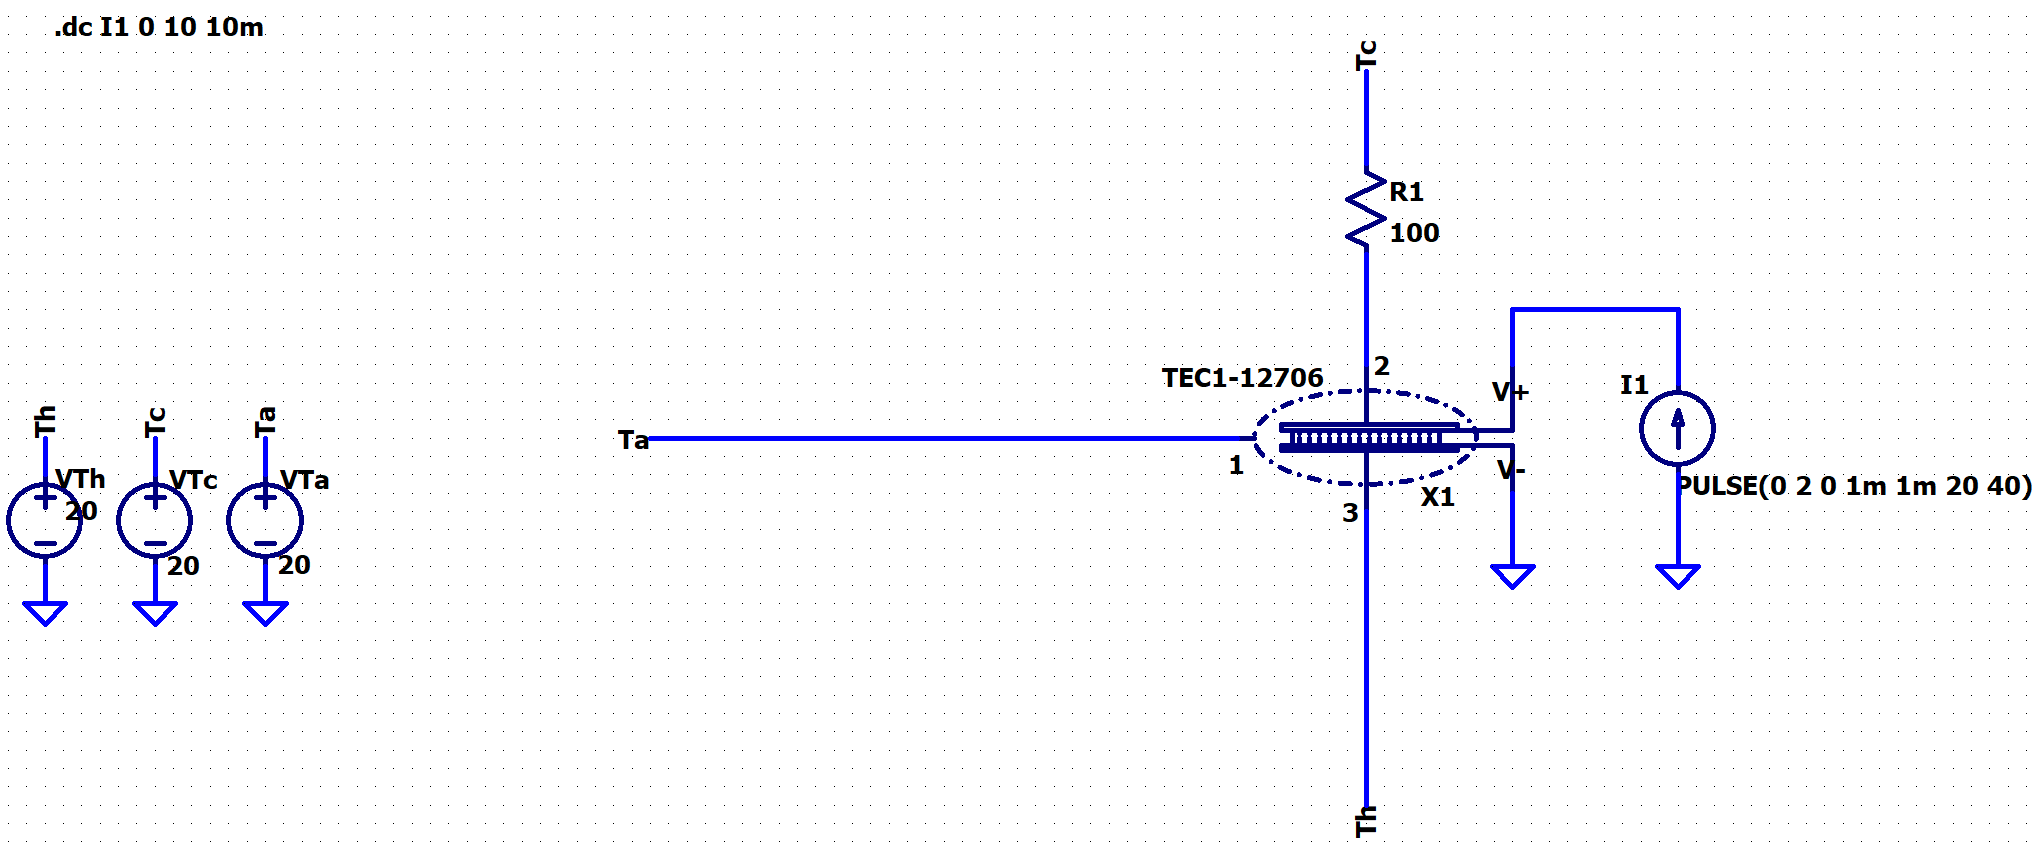 .dc I1 0 10 10m
Tc
R1
100
2
TEC1-12706
V+
I1
Th
Tc
Ta
Ta
1
V-
VTh
VTc
VTa
PULSE(0 2 0 1m 1m 20 40)
X1
20
3
20
20
Th